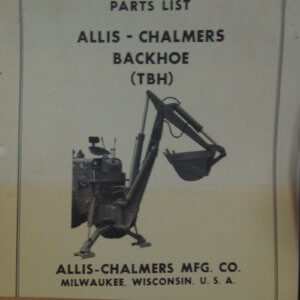 PARTS LIST
ALLIS - CHALMERS
BACKHOE
(TBH)
ALLIS-CHALMERS MFG. CO.
MILWAUKEE, WISCONSIN, U. S. A.